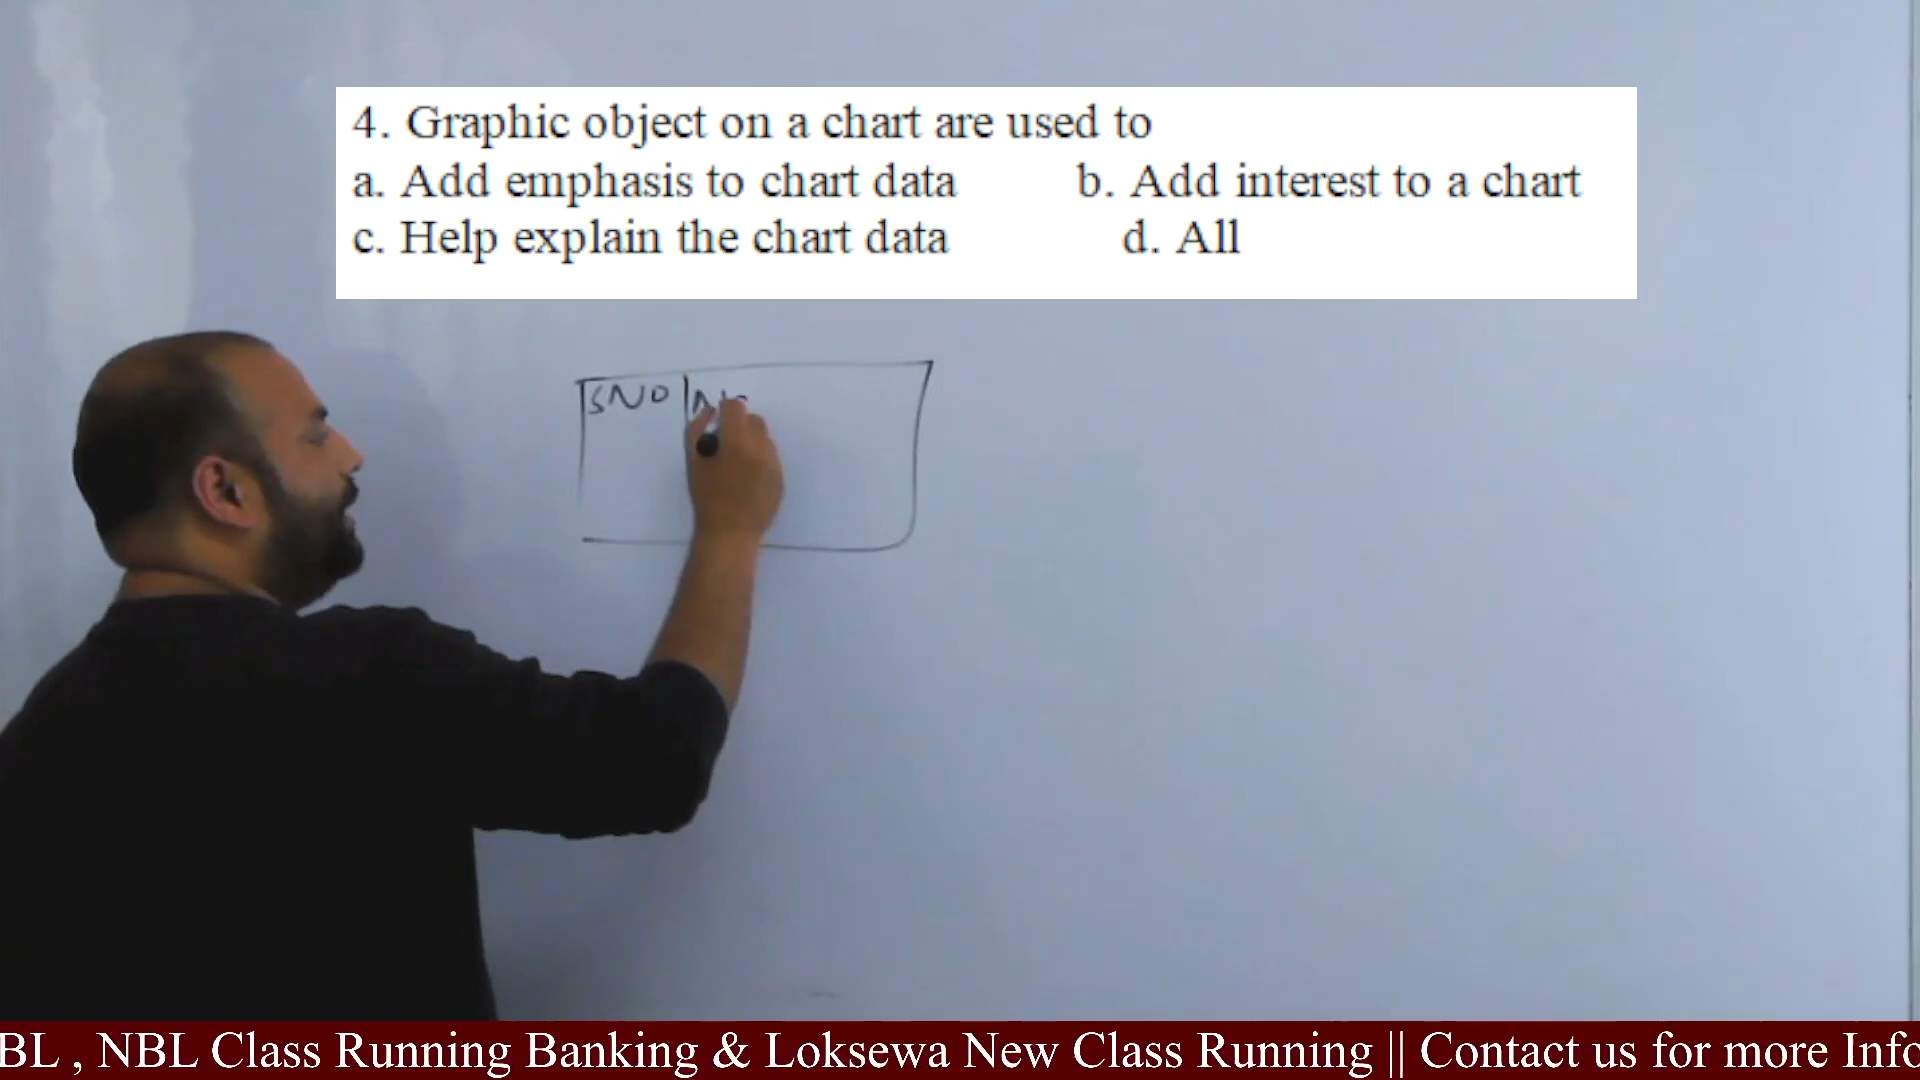 4. Graphic object on a chart are used to
a. Add emphasis to chart data b. Add interest to a chart
c. Help explain the chart data d. All
SNO
BL , NBL Class Running Banking & Loksewa New Class Running || Contact us for more Info